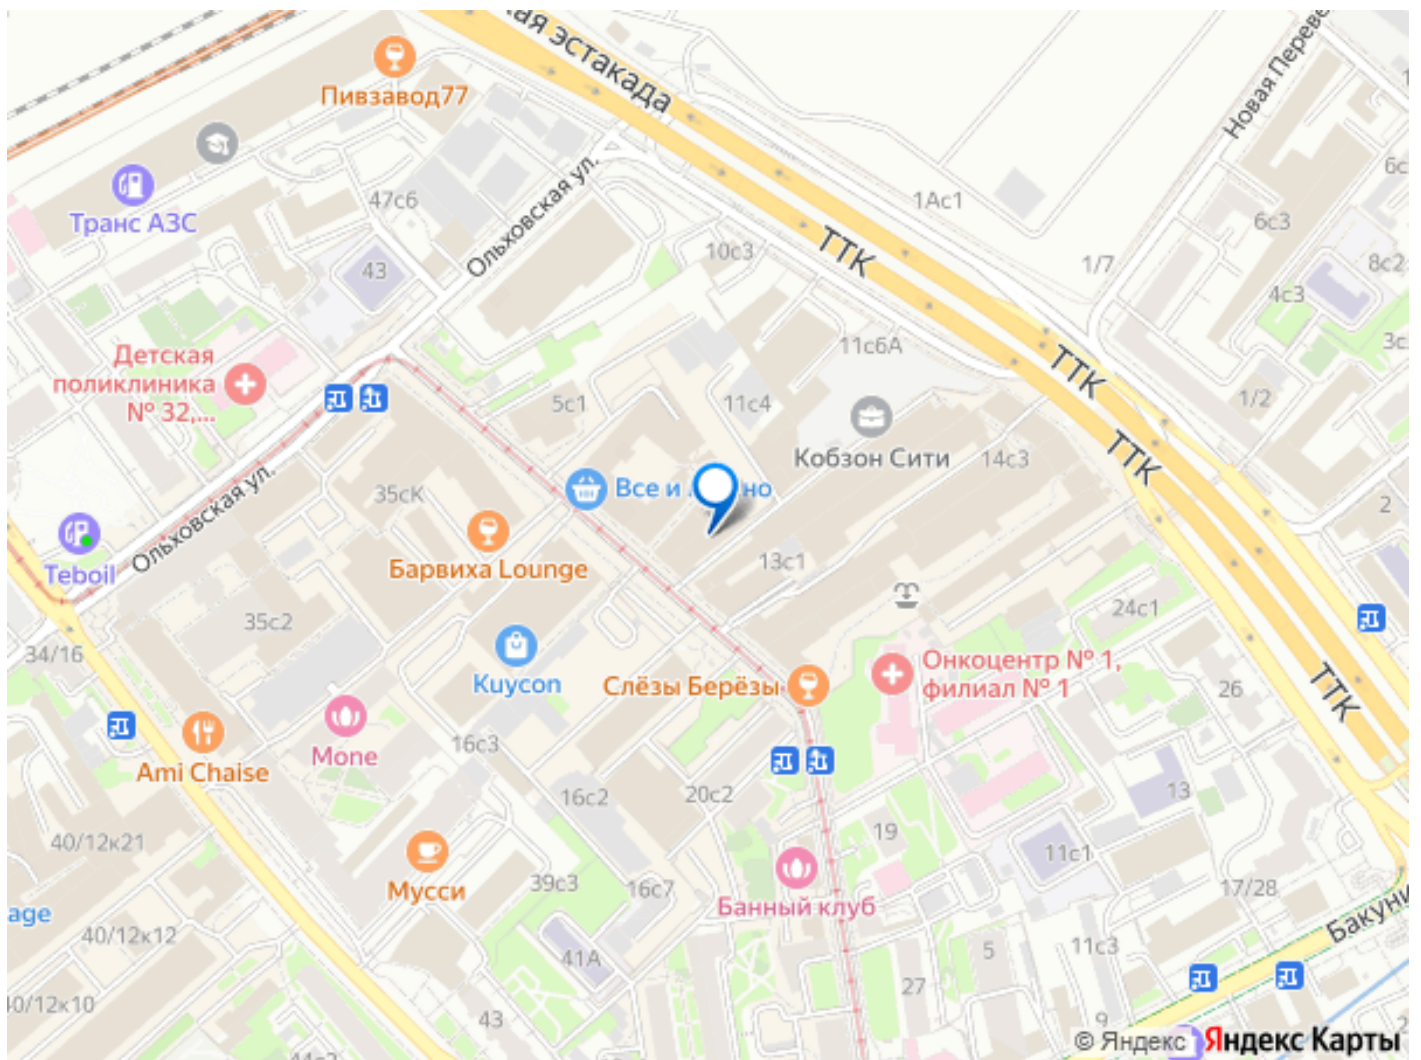 кая эстакада
Пивзавод77
Новая Переве
Транс АЗС
47с6
Ольховская ул.
1Ас1
6с3
6с
10с3
ТТК
1/7
8с2
43
4с3
Детская
поликлиника
№ 32,...
11с6А
ТТК
3с
1/2
5с1
11с4
Кобзон Сити
14с3
ТТК
35сК
Все и
но
2
Ольховская ул.
Барвиха Lounge
13с1
Teboil
24с1
35с2
34/16
Онкоцентр № 1,
филиал № 1
Kuycon
Слёзы Берёзы
26
ТТК
Mone
16с3
Ami Chaise
16с2
20с2
13
40/12к21
19
11с1
Мусси
39с3
16с7
17/28
Банный клуб
age
40/12к12
Бакуни
41А
5
11с3
40/12к10
27
43
9
2
© Яндекс
Яндекс Карты